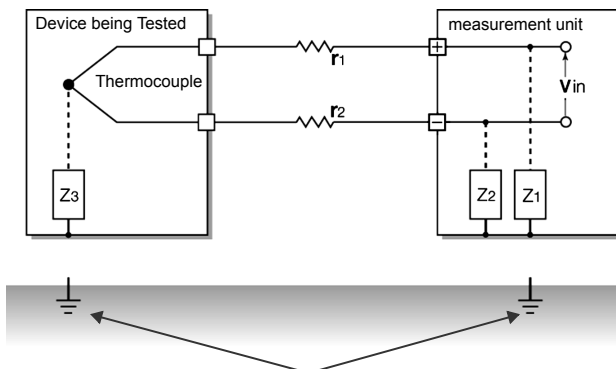 Device being Tested
measurement unit
r1
+
Thermocouple
Vin
r2
−
Z3
Z2
Z1